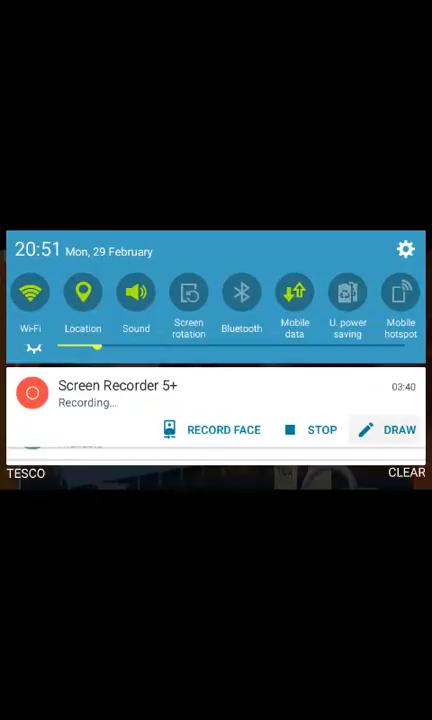 20:51 Mon, 29 February
Wi-Fi Location Sound Screen rotation Bluetooth Mobile data U. power saving Mobile hotspot
Screen Recorder 5+ 03:40
Recording...
RECORD FACE STOP DRAW
TESCO CLEAR